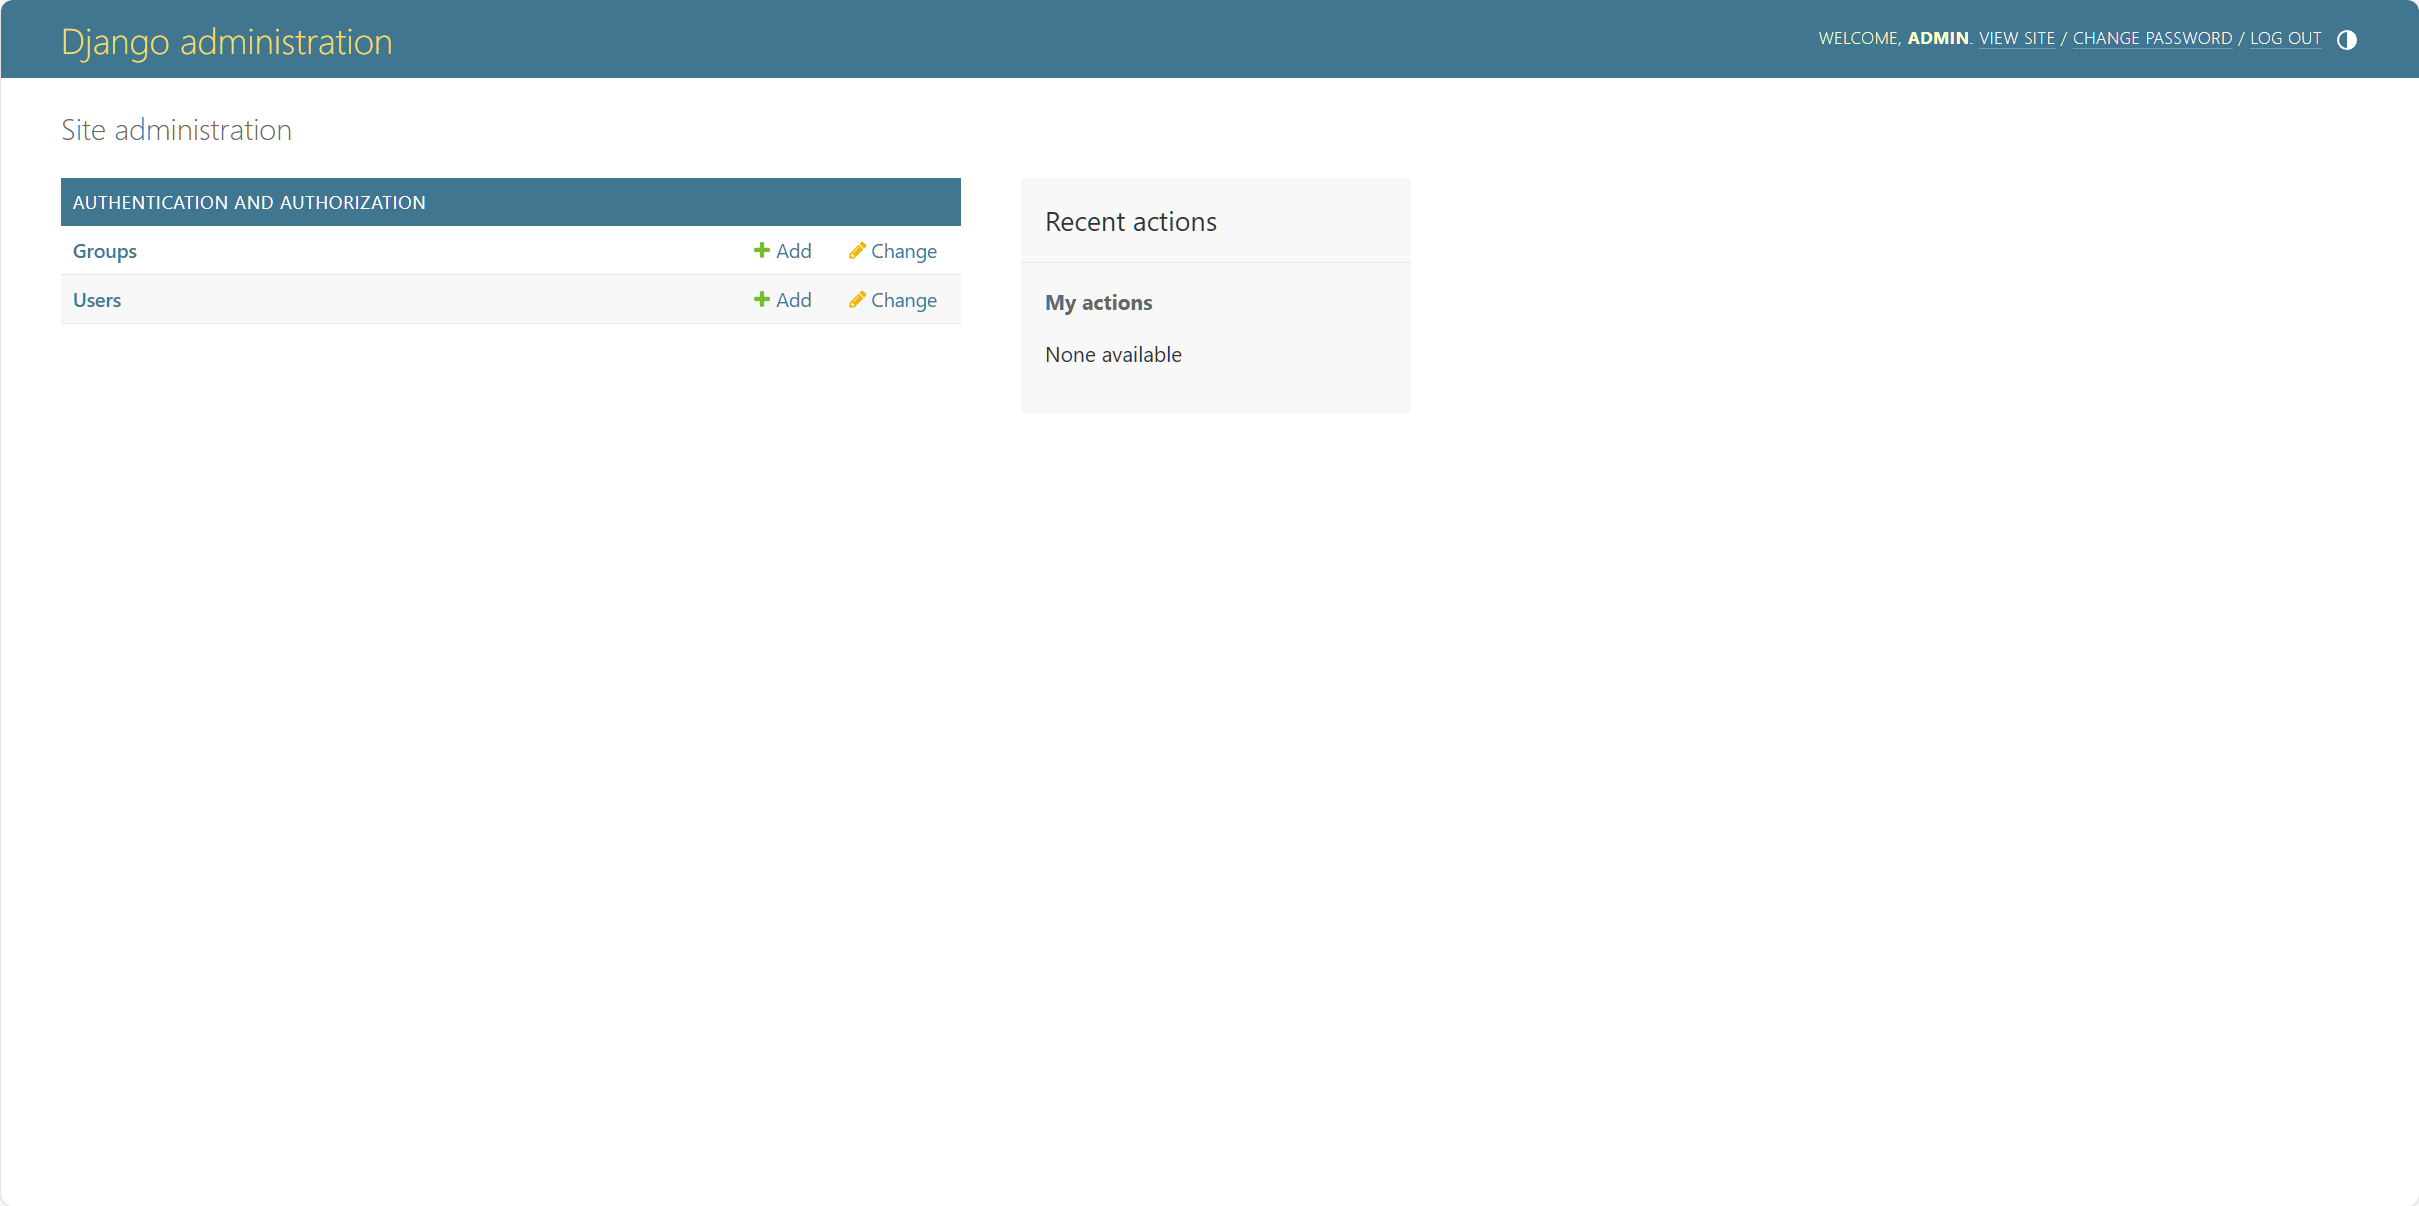 Django administration
WELCOME, ADMIN. VIEW SITE / CHANGE PASSWORD / LOG OUT
Site administration
AUTHENTICATION AND AUTHORIZATION
Groups Add Change
Users Add Change
Recent actions
My actions
None available